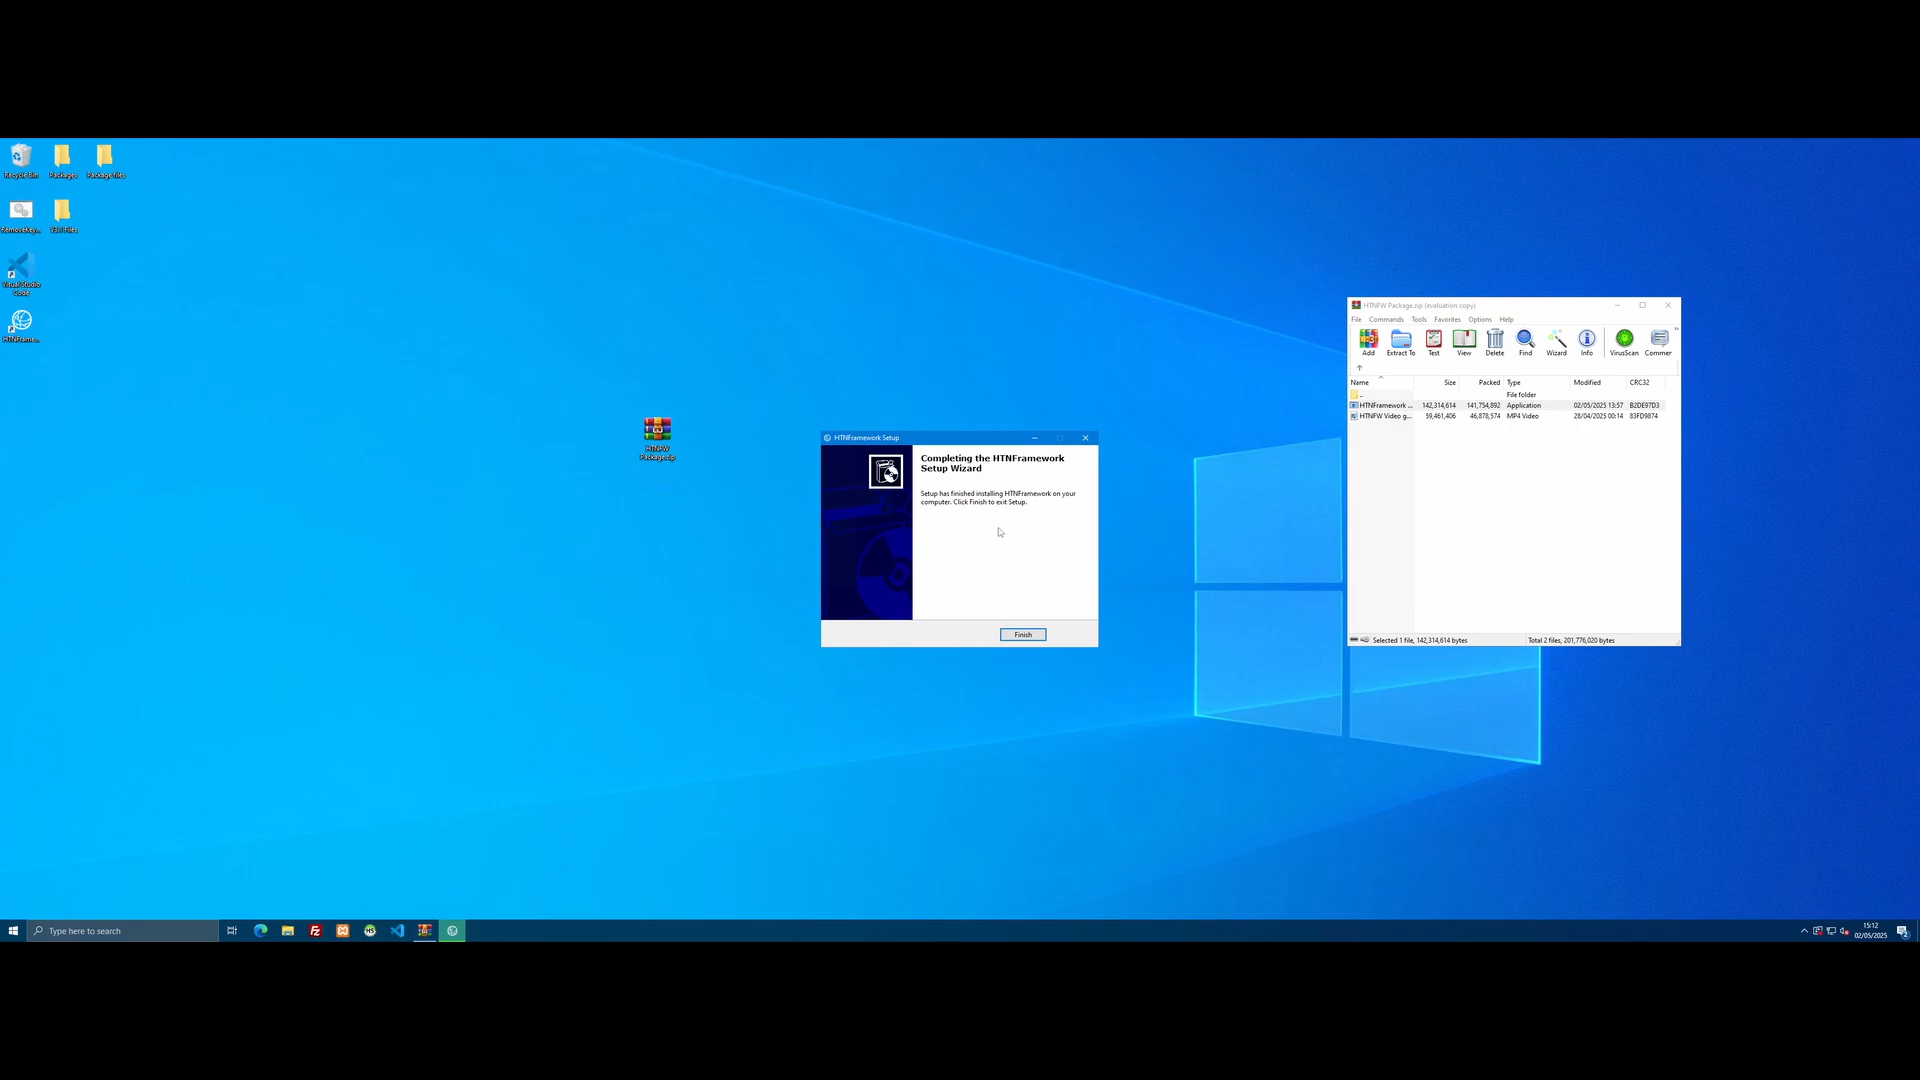 Recycle Bin
Packages
Package files
RemoveKey...
V3.1 Files
Visual Studio
Code
HTNFrame...
HTNFW
Package.zip
HTNFramework Setup
Completing the HTNFramework
Setup Wizard
Setup has finished installing HTNFramework on your
computer. Click Finish to exit Setup.
Finish
HTNFW Package.zip (evaluation copy)
File Commands Tools Favorites Options Help
Add Extract To Test View Delete Find Wizard Info VirusScan Commer
Name Size Packed Type Modified CRC32
.. File folder
HTNFramework ... 142,314,614 141,754,892 Application 02/05/2025 13:57 B2DE97D3
HTNFW Video g... 59,461,406 46,878,574 MP4 Video 28/04/2025 00:14 83FD9874
Selected 1 file, 142,314,614 bytes Total 2 files, 201,776,020 bytes
Type here to search
15:12
02/05/2025